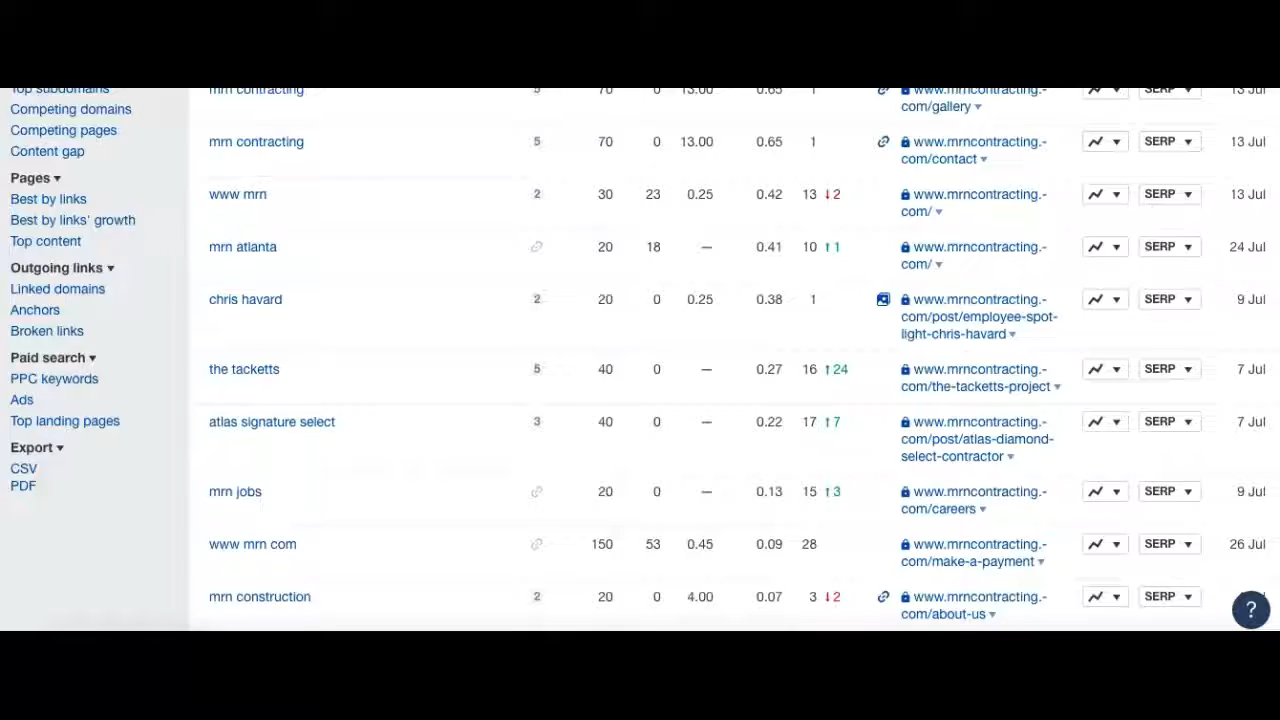 Top subdomains
Competing domains
Competing pages
Content gap
Pages
Best by links
Best by links' growth
Top content
Outgoing links
Linked domains
Anchors
Broken links
Paid search
PPC keywords
Ads
Top landing pages
Export
CSV
PDF
mrn contracting 5 70 0 13.00 0.65 1 www.mrncontracting.- SERP 13 Jul
com/gallery
mrn contracting 5 70 0 13.00 0.65 1 www.mrncontracting.- SERP 13 Jul
com/contact
www mrn 2 30 23 0.25 0.42 13 ↓2 www.mrncontracting.- SERP 13 Jul
com/
mrn atlanta 20 18 — 0.41 10 ↑1 www.mrncontracting.- SERP 24 Jul
com/
chris havard 2 20 0 0.25 0.38 1 www.mrncontracting.- SERP 9 Jul
com/post/employee-spot-
light-chris-havard
the tacketts 5 40 0 — 0.27 16 ↑24 www.mrncontracting.- SERP 7 Jul
com/the-tacketts-project
atlas signature select 3 40 0 — 0.22 17 ↑7 www.mrncontracting.- SERP 7 Jul
com/post/atlas-diamond-
select-contractor
mrn jobs 20 0 — 0.13 15 ↑3 www.mrncontracting.- SERP 9 Jul
com/careers
www mrn com 150 53 0.45 0.09 28 www.mrncontracting.- SERP 26 Jul
com/make-a-payment
mrn construction 2 20 0 4.00 0.07 3 ↓2 www.mrncontracting.- SERP
com/about-us
?